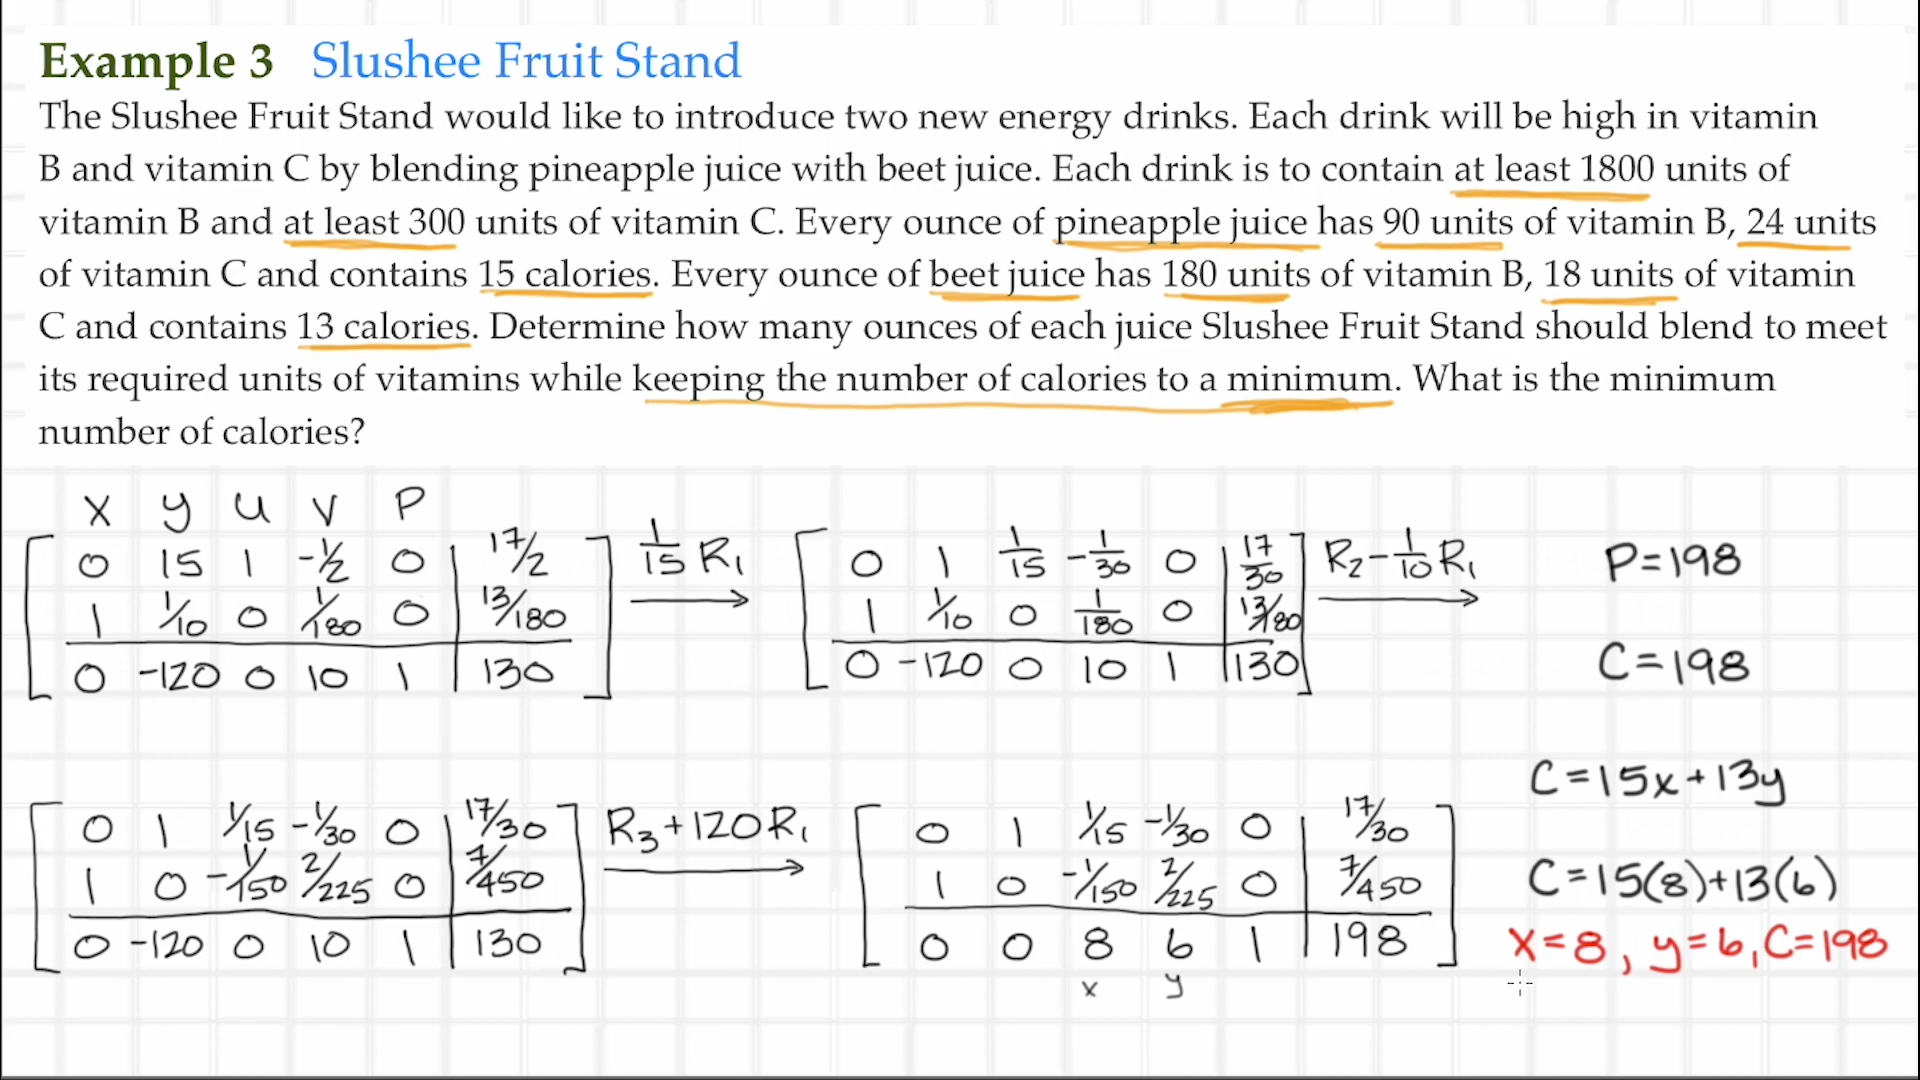 Example 3 Slushee Fruit Stand
The Slushee Fruit Stand would like to introduce two new energy drinks. Each drink will be high in vitamin
B and vitamin C by blending pineapple juice with beet juice. Each drink is to contain at least 1800 units of
vitamin B and at least 300 units of vitamin C. Every ounce of pineapple juice has 90 units of vitamin B, 24 units
of vitamin C and contains 15 calories. Every ounce of beet juice has 180 units of vitamin B, 18 units of vitamin
C and contains 13 calories. Determine how many ounces of each juice Slushee Fruit Stand should blend to meet
its required units of vitamins while keeping the number of calories to a minimum. What is the minimum
number of calories?
x y u v P
0 15 1 -1/2 0 | 17/2
1 1/10 0 1/180 0 | 13/180
0 -120 0 10 1 | 130
1/15 R1
0 1 1/15 -1/30 0 | 17/30
1 1/10 0 1/180 0 | 13/180
0 -120 0 10 1 | 130
R2 - 1/10 R1
P=198
C=198
0 1 1/15 -1/30 0 | 17/30
1 0 -1/150 2/225 0 | 7/450
0 -120 0 10 1 | 130
R3+120R1
0 1 1/15 -1/30 0 | 17/30
1 0 -1/150 2/225 0 | 7/450
0 0 8 6 1 | 198
x y
C=15x+13y
C=15(8)+13(6)
x=8, y=6, C=198